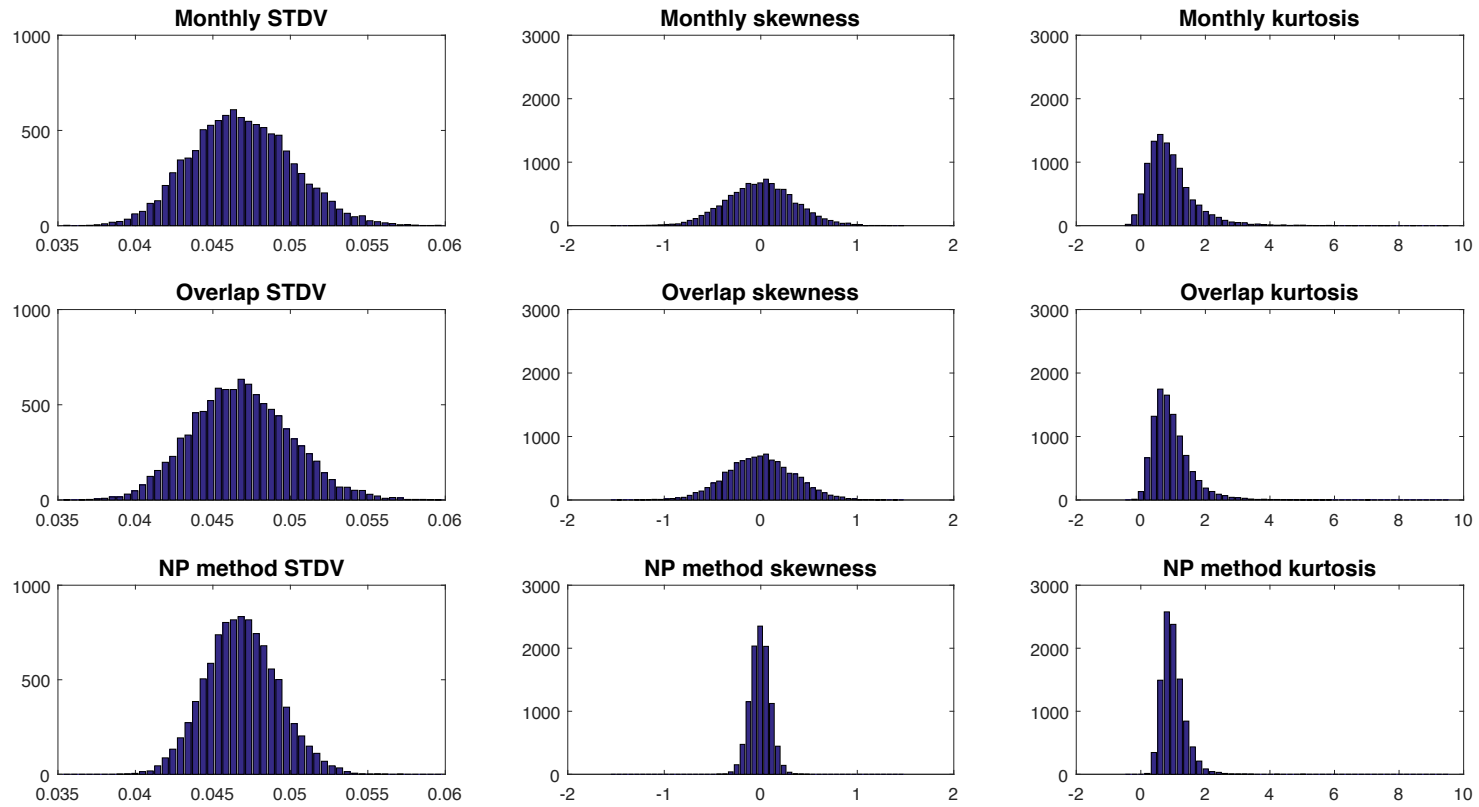 Monthly STDV
1000
500
0
0.035 0.04 0.045 0.05 0.055 0.06
Monthly skewness
3000
2000
1000
0
-2 -1 0 1 2
Monthly kurtosis
3000
2000
1000
0
-2 0 2 4 6 8 10
Overlap STDV
1000
500
0
0.035 0.04 0.045 0.05 0.055 0.06
Overlap skewness
3000
2000
1000
0
-2 -1 0 1 2
Overlap kurtosis
3000
2000
1000
0
-2 0 2 4 6 8 10
NP method STDV
1000
500
0
0.035 0.04 0.045 0.05 0.055 0.06
NP method skewness
3000
2000
1000
0
-2 -1 0 1 2
NP method kurtosis
3000
2000
1000
0
-2 0 2 4 6 8 10